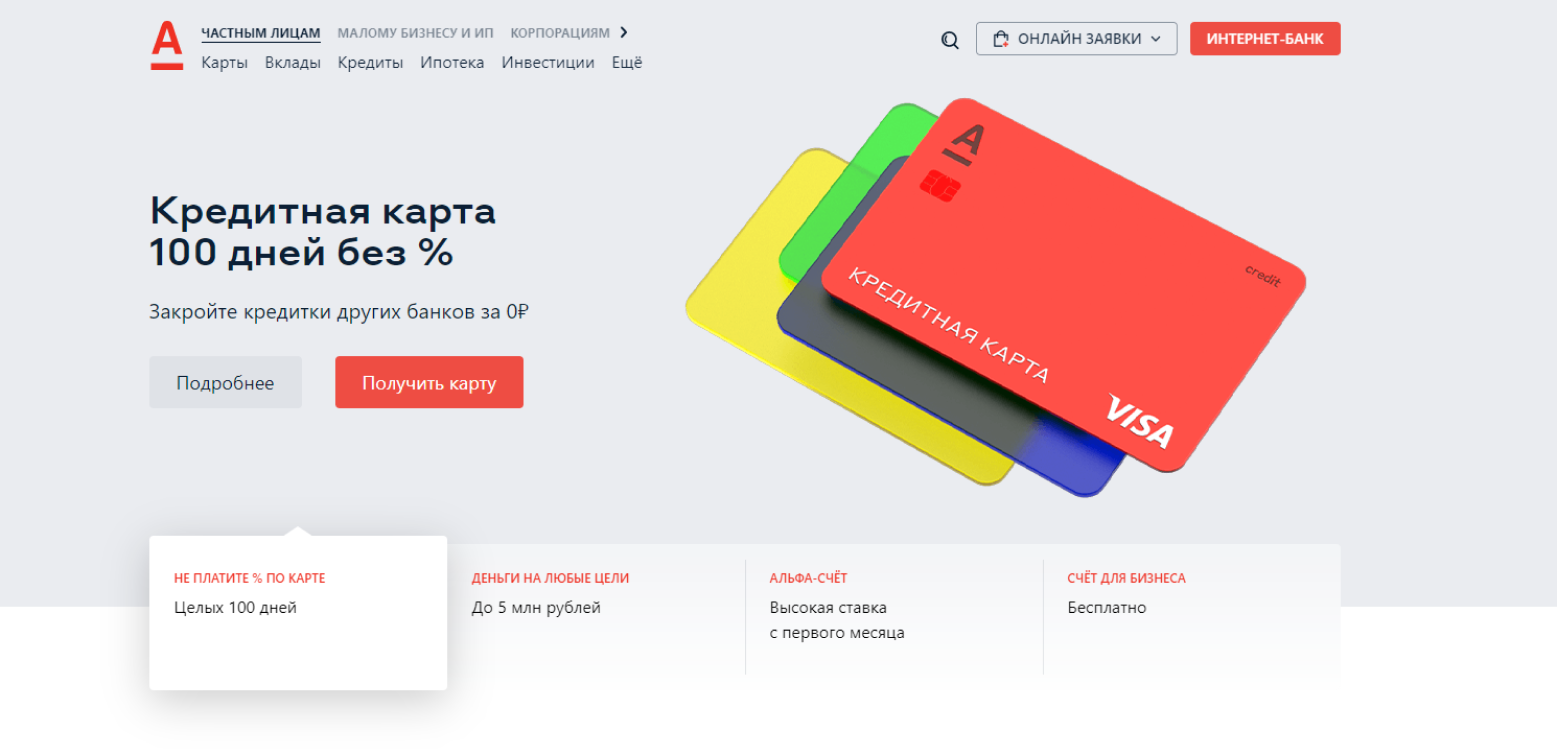 А
ЧАСТНЫМ ЛИЦАМ МАЛОМУ БИЗНЕСУ И ИП КОРПОРАЦИЯМ
ОНЛАЙН ЗАЯВКИ
ИНТЕРНЕТ-БАНК
Карты Вклады Кредиты Ипотека Инвестиции Ещё
Кредитная карта
100 дней без %
Закройте кредитки других банков за 0₽
Подробнее
Получить карту
А
credit
КРЕДИТНАЯ КАРТА
VISA
НЕ ПЛАТИТЕ % ПО КАРТЕ
Целых 100 дней
ДЕНЬГИ НА ЛЮБЫЕ ЦЕЛИ
До 5 млн рублей
АЛЬФА-СЧЁТ
Высокая ставка
с первого месяца
СЧЁТ ДЛЯ БИЗНЕСА
Бесплатно